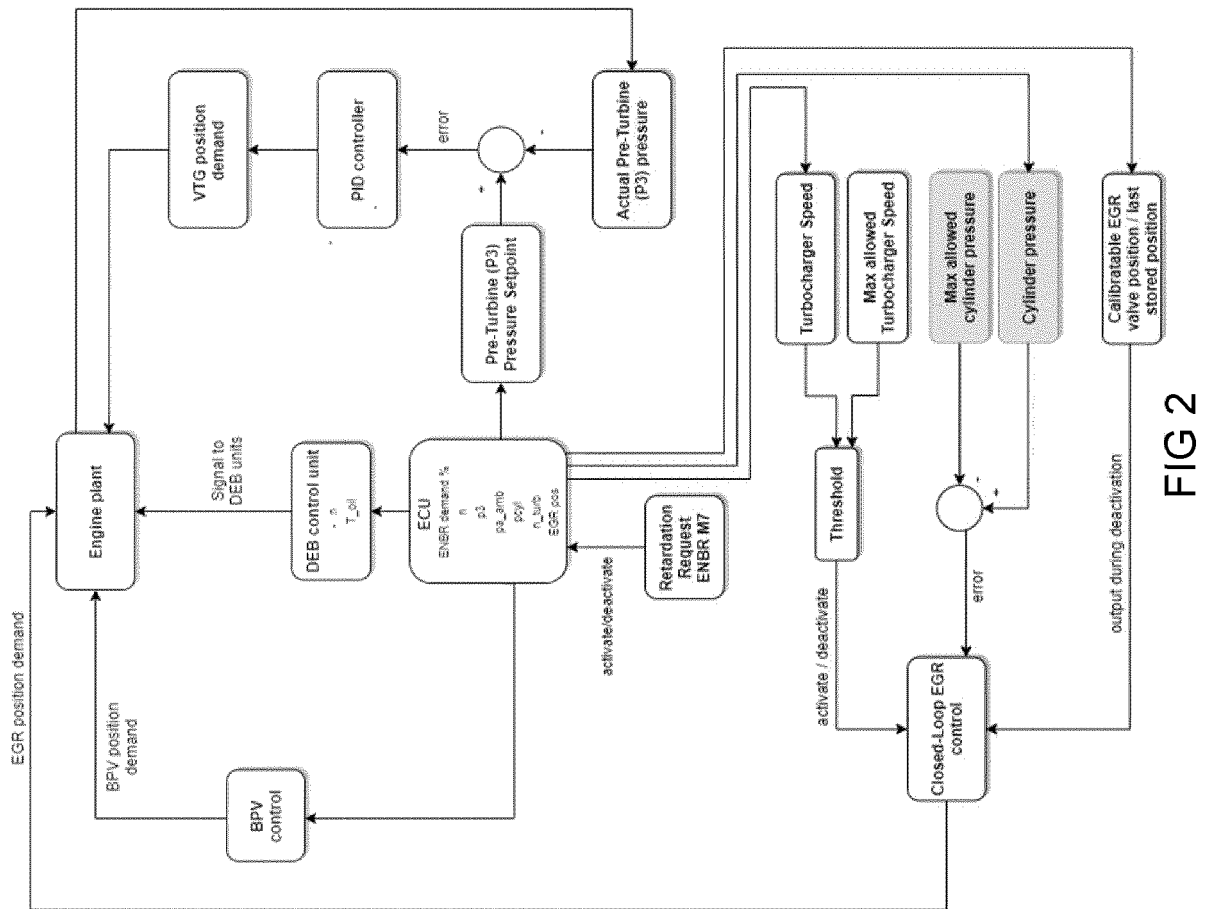 EGR position demand
BPV position
demand
BPV
control
Engine plant
Signal to
DEB units
DEB control unit
n
T_oil
ECU
ENBR demand %
n
p3
pa_amb
pcyl
n_turb
EGR pos
activate/deactivate
Retardation
Request
ENBR M7
VTG position
demand
PID controller
error
+
-
Pre-Turbine (P3)
Pressure Setpoint
Actual Pre-Turbine
(P3) pressure
Closed-Loop EGR
control
activate / deactivate
Threshold
Turbocharger Speed
Max allowed
Turbocharger Speed
error
-
+
Max allowed
cylinder pressure
Cylinder pressure
output during deactivation
Calibratable EGR
valve position / last
stored position
FIG 2